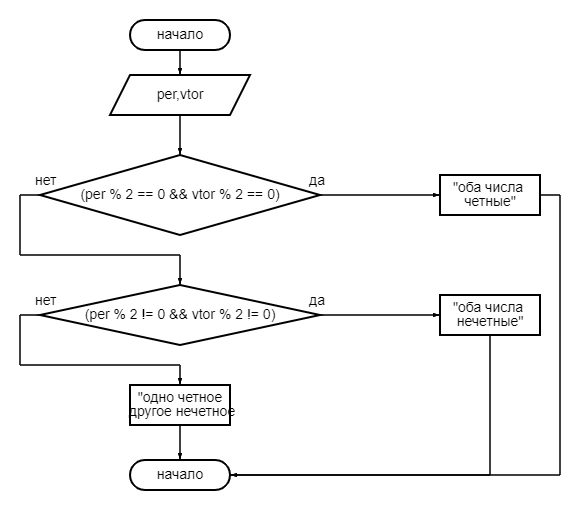 начало
per,vtor
нет
да
(per % 2 == 0 && vtor % 2 == 0)
"оба числа
четные"
нет
да
(per % 2 != 0 && vtor % 2 != 0)
"оба числа
нечетные"
"одно четное
другое нечетное
начало